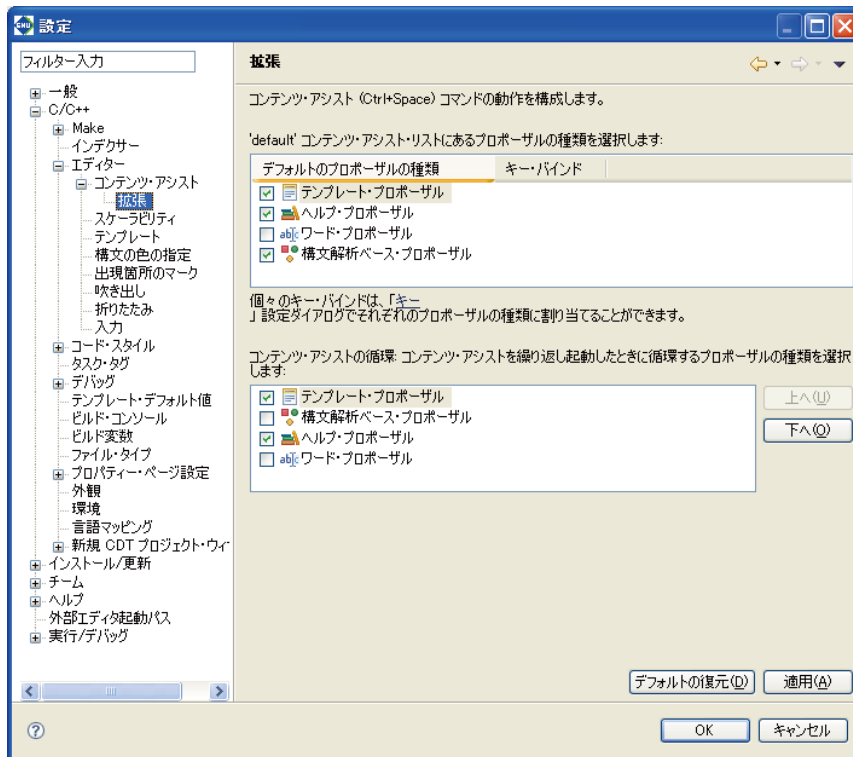 設定
フィルター入力
一般
C/C++
Make
インデクサー
エディター
コンテンツ・アシスト
拡張
スケーラビリティ
テンプレート
構文の色の指定
出現箇所のマーク
吹き出し
折りたたみ
入力
コード・スタイル
タスク・タグ
デバッグ
テンプレート・デフォルト値
ビルド・コンソール
ビルド変数
ファイル・タイプ
プロパティー・ページ設定
外観
環境
言語マッピング
新規 CDT プロジェクト・ウィ
インストール/更新
チーム
ヘルプ
外部エディタ起動パス
実行/デバッグ
拡張
コンテンツ・アシスト (Ctrl+Space) コマンドの動作を構成します。
'default' コンテンツ・アシスト・リストにあるプロポーザルの種類を選択します:
デフォルトのプロポーザルの種類 キー・バインド
テンプレート・プロポーザル
ヘルプ・プロポーザル
ワード・プロポーザル
構文解析ベース・プロポーザル
個々のキー・バインドは、「キー
」設定ダイアログでそれぞれのプロポーザルの種類に割り当てることができます。
コンテンツ・アシストの循環: コンテンツ・アシストを繰り返し起動したときに循環するプロポーザルの種類を選択
します:
テンプレート・プロポーザル
構文解析ベース・プロポーザル
ヘルプ・プロポーザル
ワード・プロポーザル
上へ(U)
下へ(O)
デフォルトの復元(D) 適用(A)
OK キャンセル